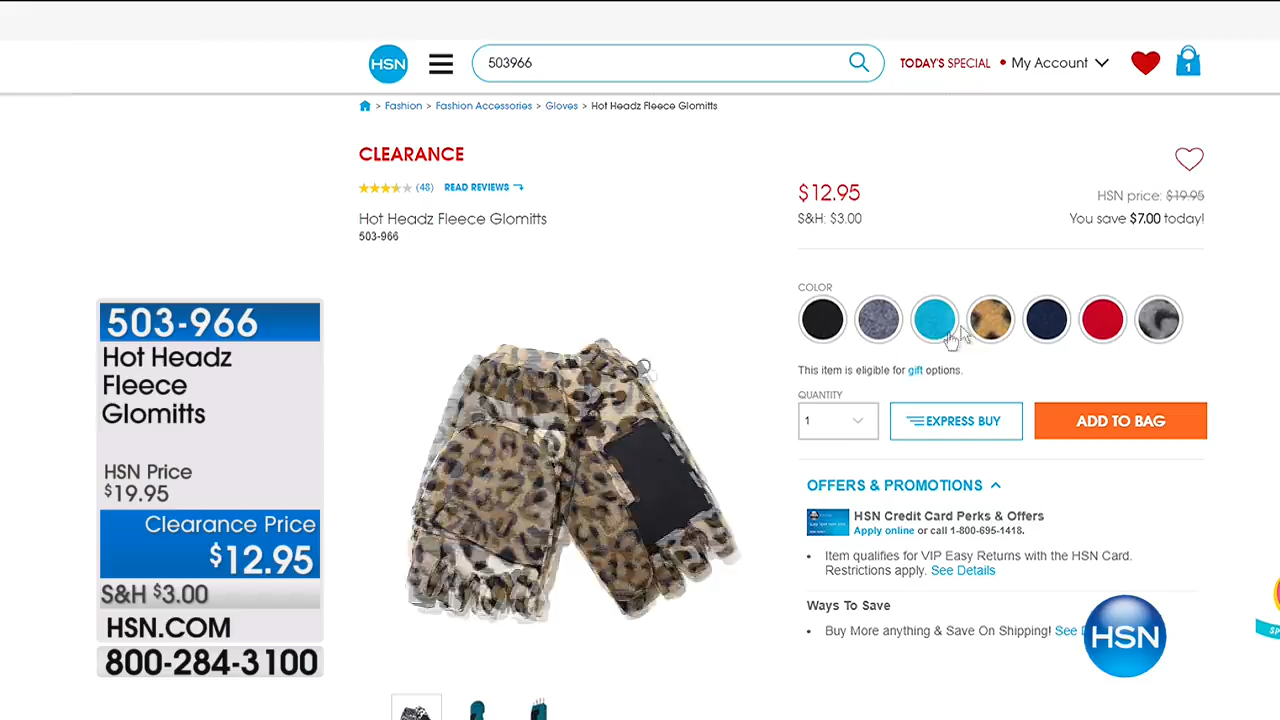 HSN
503966
TODAY'S SPECIAL
My Account
1
> Fashion > Fashion Accessories > Gloves > Hot Headz Fleece Glomitts
CLEARANCE
(48) READ REVIEWS
Hot Headz Fleece Glomitts
503-966
$12.95
HSN price: $19.95
S&H: $3.00
You save $7.00 today!
COLOR
This item is eligible for gift options.
QUANTITY
1
EXPRESS BUY
ADD TO BAG
OFFERS & PROMOTIONS
HSN Credit Card Perks & Offers
Apply online or call 1-800-695-1418.
• Item qualifies for VIP Easy Returns with the HSN Card.
Restrictions apply. See Details
Ways To Save
• Buy More anything & Save On Shipping! See
HSN
503-966
Hot Headz
Fleece
Glomitts
HSN Price
$19.95
Clearance Price
$12.95
S&H $3.00
HSN.COM
800-284-3100